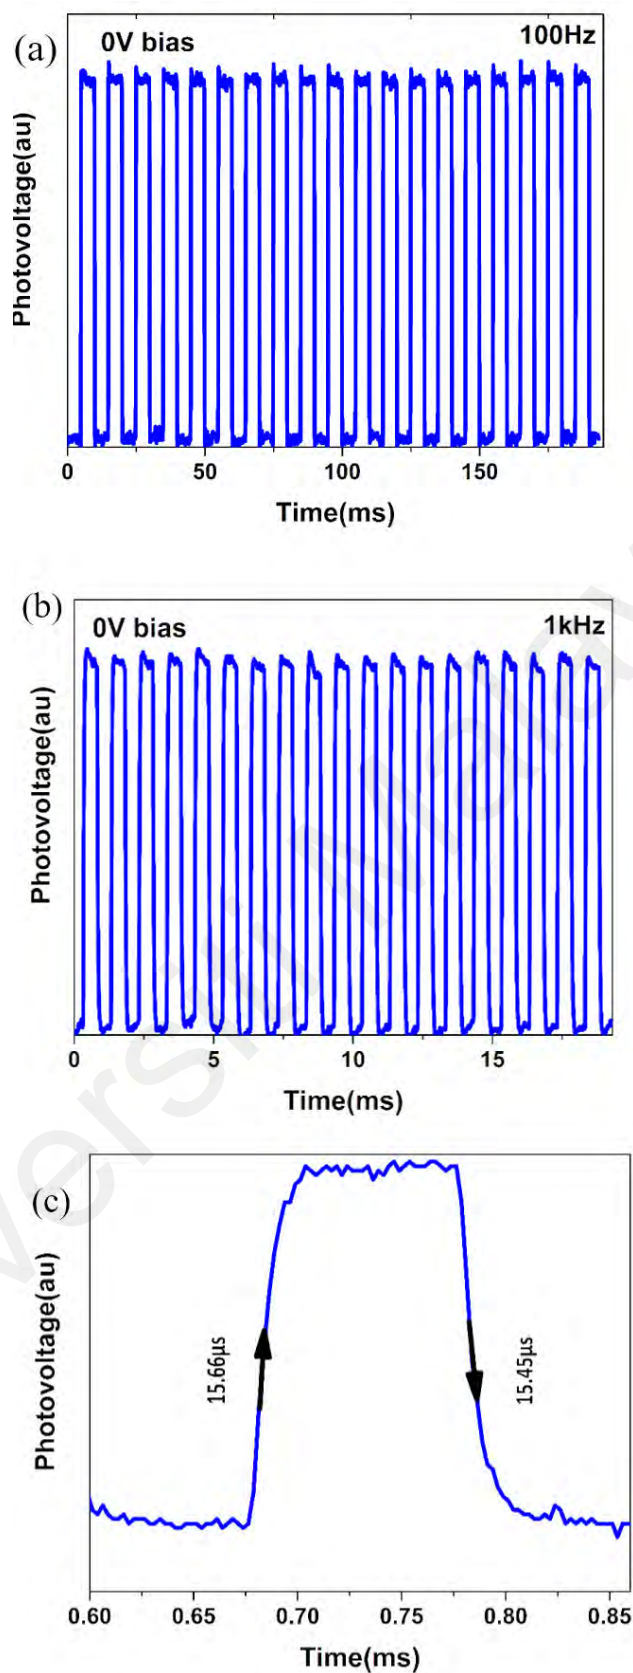 (a)
0V bias
100Hz
Photovoltage(au)
0 50 100 150
Time(ms)
(b)
0V bias
1kHz
Photovoltage(au)
0 5 10 15
Time(ms)
(c)
Photovoltage(au)
15.66µs
15.45µs
0.60 0.65 0.70 0.75 0.80 0.85
Time(ms)